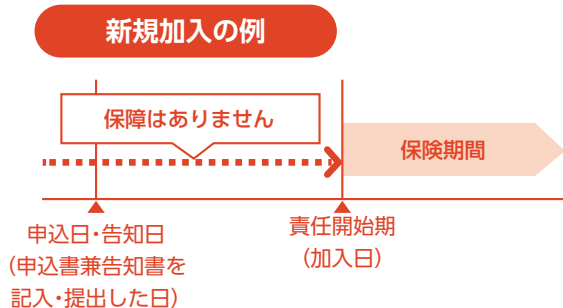 新規加入の例
保障はありません
保険期間
申込日・告知日
(申込書兼告知書を
記入・提出した日)
責任開始期
(加入日)